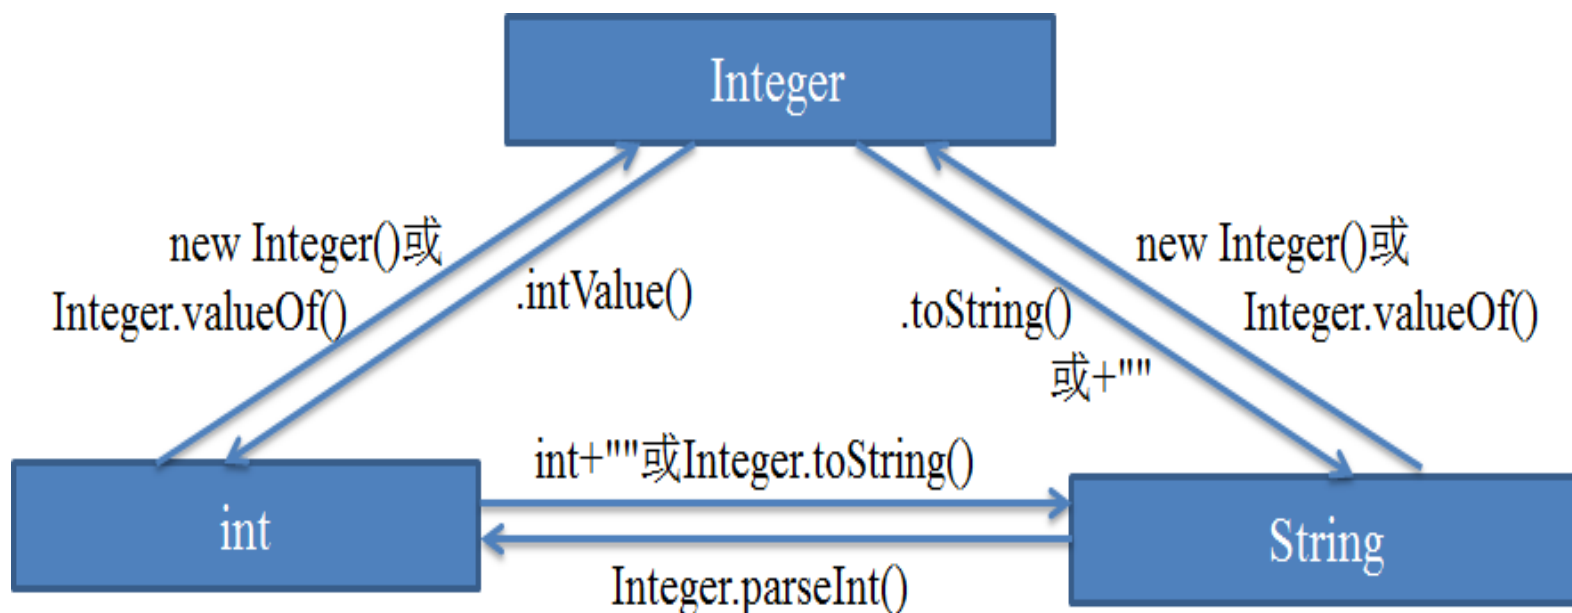 Integer
new Integer()或
Integer.valueOf()
.intValue()
.toString()
或+""
new Integer()或
Integer.valueOf()
int+""或Integer.toString()
int
Integer.parseInt()
String